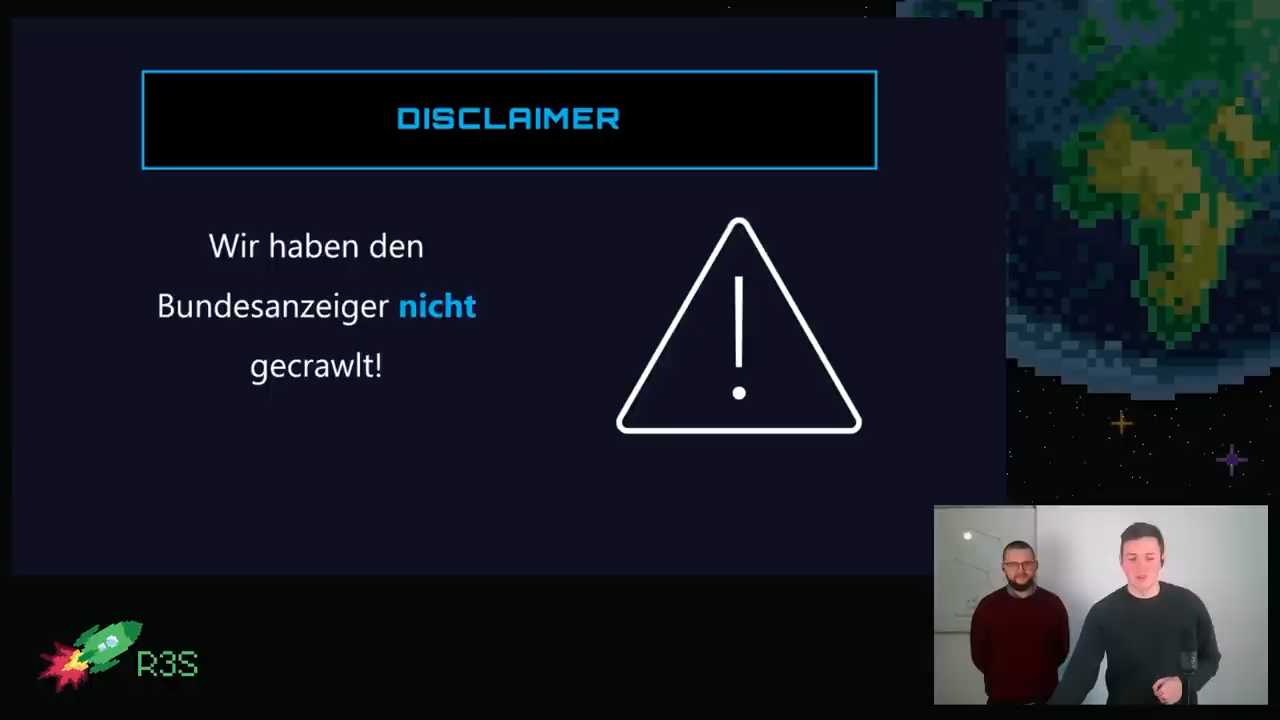 DISCLAIMER
Wir haben den
Bundesanzeiger nicht
gecrawlt!
R3S